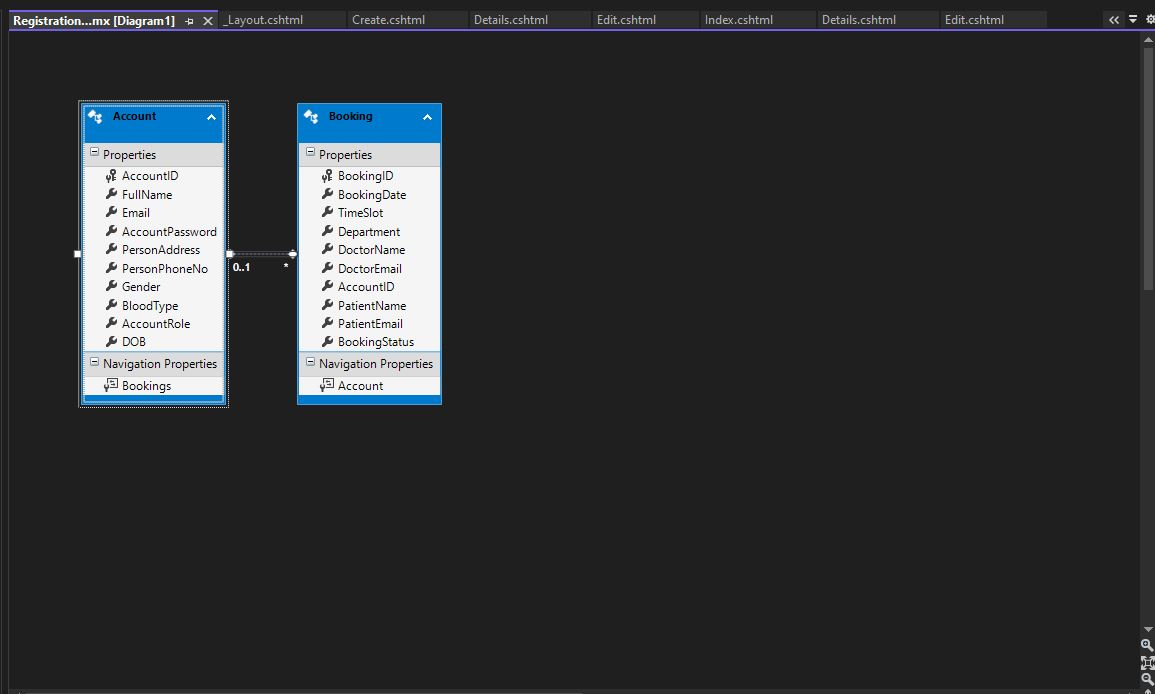 Registration...mx [Diagram1]
_Layout.cshtml
Create.cshtml
Details.cshtml
Edit.cshtml
Index.cshtml
Details.cshtml
Edit.cshtml
Account
Properties
AccountID
FullName
Email
AccountPassword
PersonAddress
PersonPhoneNo
Gender
BloodType
AccountRole
DOB
Navigation Properties
Bookings
0..1
*
Booking
Properties
BookingID
BookingDate
TimeSlot
Department
DoctorName
DoctorEmail
AccountID
PatientName
PatientEmail
BookingStatus
Navigation Properties
Account